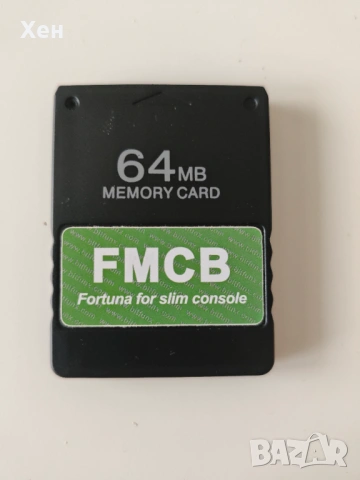 Хен
64MB
MEMORY CARD
FMCB
Fortuna for slim console
BAZAR